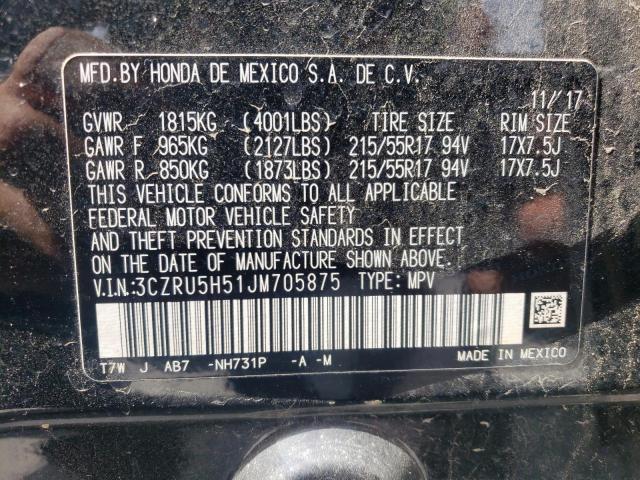 MFD.BY HONDA DE MEXICO S.A. DE C.V.
11/'17
GVWR 1815KG (4001LBS) TIRE SIZE RIM SIZE
GAWR F 965KG (2127LBS) 215/55R17 94V 17X7.5J
GAWR R 850KG (1873LBS) 215/55R17 94V 17X7.5J
THIS VEHICLE CONFORMS TO ALL APPLICABLE
FEDERAL MOTOR VEHICLE SAFETY
AND THEFT PREVENTION STANDARDS IN EFFECT
ON THE DATE OF MANUFACTURE SHOWN ABOVE.
V.I.N:3CZRU5H51JM705875 TYPE: MPV
T7W J AB7 -NH731P -A -M MADE IN MEXICO